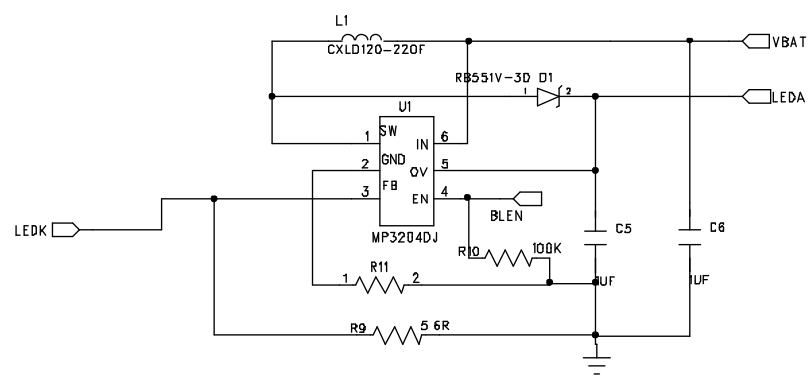 L1
CXLD120-220F
VBAT
RB551V-30 D1
1
2
LEDA
U1
1
SW
IN
6
2
GND
OV
5
3
FB
EN
4
BLEN
LEDK
MP3204DJ
C5
C6
R10
100K
R11
1
2
1UF
1UF
R9
5.6R